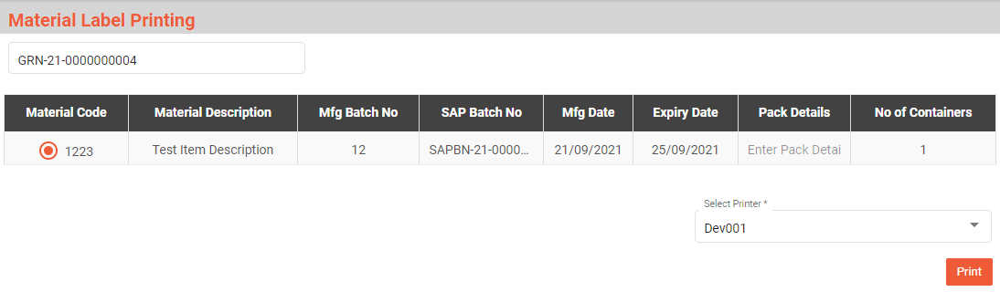 Material Label Printing
GRN-21-0000000004
Material Code Material Description Mfg Batch No SAP Batch No Mfg Date Expiry Date Pack Details No of Containers
1223 Test Item Description 12 SAPBN-21-0000... 21/09/2021 25/09/2021 Enter Pack Detai 1
Select Printer *
Dev001
Print